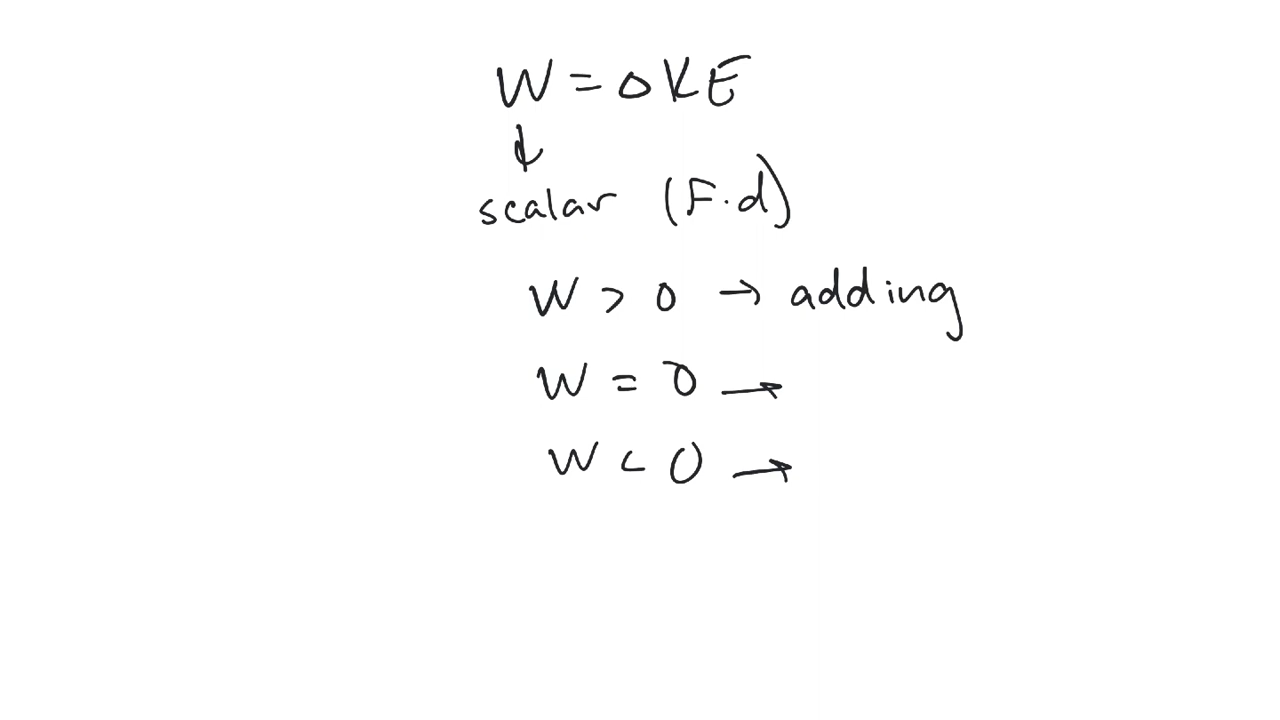 W = ΔKE
↓
scalar (F·d)
W > 0 → adding
W = 0 →
W < 0 →